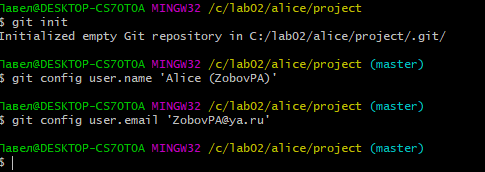 Павел@DESKTOP-CS70T0A MINGW32 /c/lab02/alice/project
$ git init
Initialized empty Git repository in C:/lab02/alice/project/.git/
Павел@DESKTOP-CS70T0A MINGW32 /c/lab02/alice/project (master)
$ git config user.name 'Alice (ZobovPA)'
Павел@DESKTOP-CS70T0A MINGW32 /c/lab02/alice/project (master)
$ git config user.email 'ZobovPA@ya.ru'
Павел@DESKTOP-CS70T0A MINGW32 /c/lab02/alice/project (master)
$